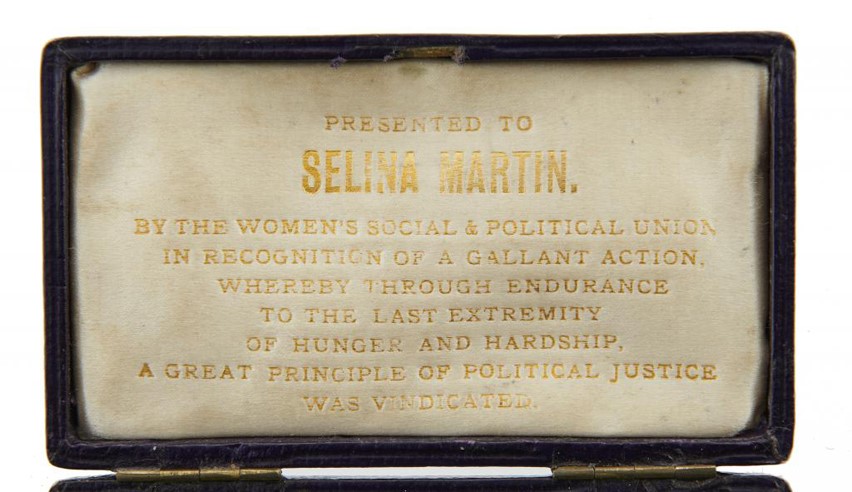 PRESENTED TO
SELINA MARTIN.
BY THE WOMEN'S SOCIAL & POLITICAL UNION
IN RECOGNITION OF A GALLANT ACTION,
WHEREBY THROUGH ENDURANCE
TO THE LAST EXTREMITY
OF HUNGER AND HARDSHIP,
A GREAT PRINCIPLE OF POLITICAL JUSTICE
WAS VINDICATED.